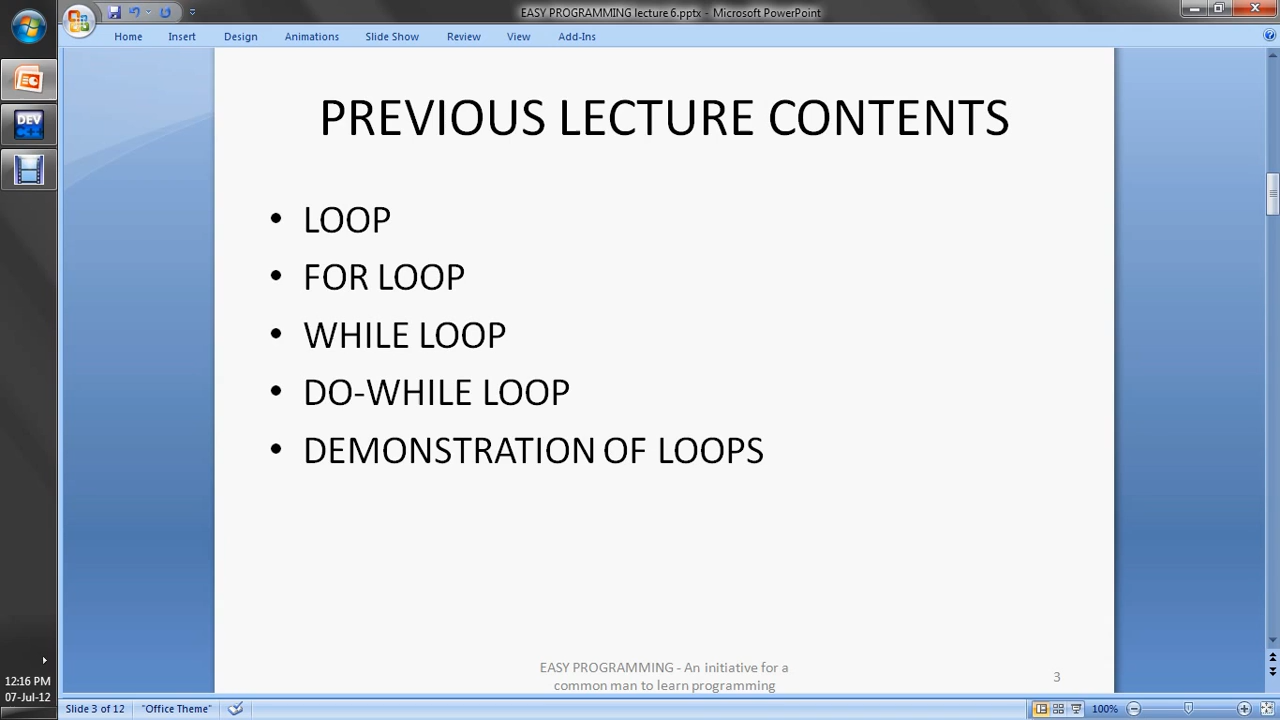 EASY PROGRAMMING lecture 6.pptx - Microsoft PowerPoint
Home Insert Design Animations Slide Show Review View Add-Ins
DEV
PREVIOUS LECTURE CONTENTS
• LOOP
• FOR LOOP
• WHILE LOOP
• DO-WHILE LOOP
• DEMONSTRATION OF LOOPS
EASY PROGRAMMING - An initiative for a
common man to learn programming
3
12:16 PM
07-Jul-12
Slide 3 of 12 "Office Theme" 100%